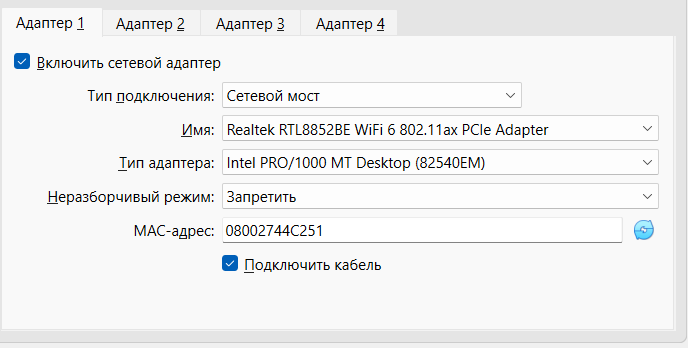 Адаптер 1 Адаптер 2 Адаптер 3 Адаптер 4
Включить сетевой адаптер
Тип подключения: Сетевой мост
Имя: Realtek RTL8852BE WiFi 6 802.11ax PCIe Adapter
Тип адаптера: Intel PRO/1000 MT Desktop (82540EM)
Неразборчивый режим: Запретить
MAC-адрес: 08002744C251
Подключить кабель